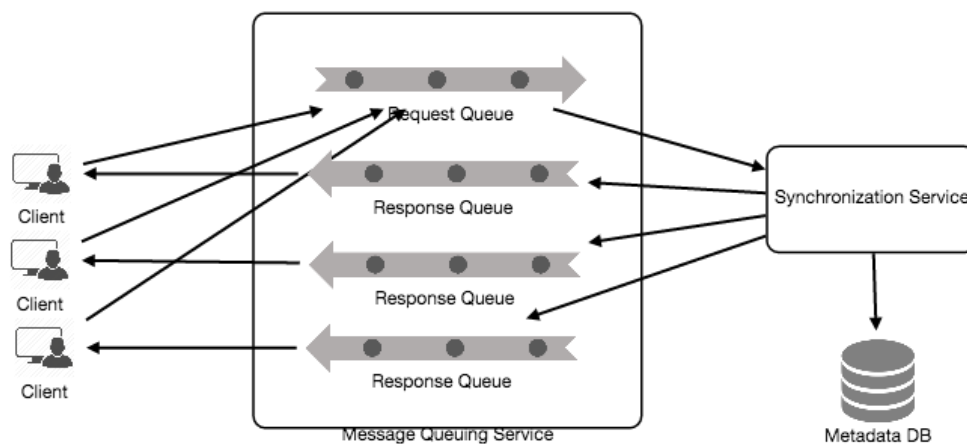 Request Queue
Client
Response Queue
Synchronization Service
Client
Response Queue
Client
Response Queue
Message Queuing Service
Metadata DB